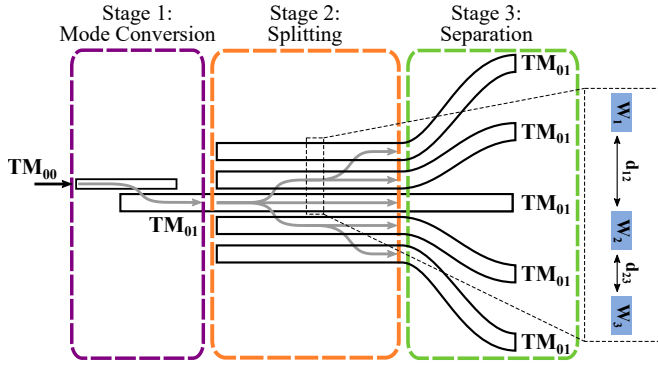 Stage 1:
Mode Conversion
Stage 2:
Splitting
Stage 3:
Separation
TM₀₀
TM₀₁
TM₀₁
TM₀₁
TM₀₁
TM₀₁
TM₀₁
W₁
d₁₂
W₂
d₂₃
W₃